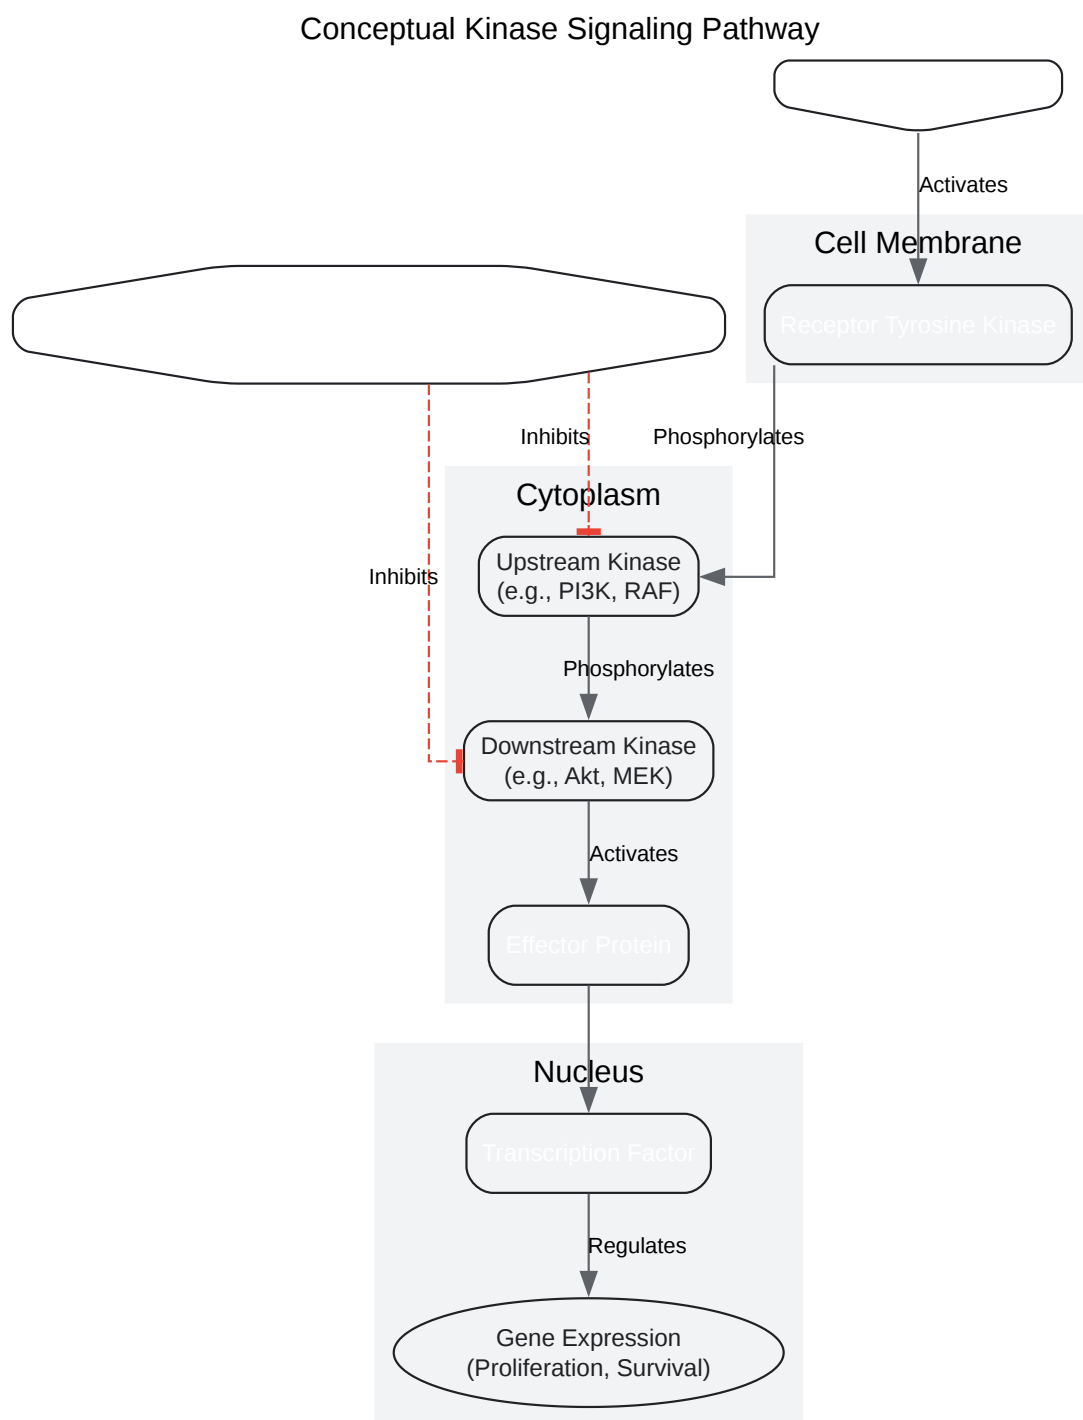 Conceptual Kinase Signaling Pathway
Activates
Cell Membrane
Receptor Tyrosine Kinase
Inhibits
Phosphorylates
Cytoplasm
Upstream Kinase
(e.g., PI3K, RAF)
Inhibits
Phosphorylates
Downstream Kinase
(e.g., Akt, MEK)
Activates
Effector Protein
Nucleus
Transcription Factor
Regulates
Gene Expression
(Proliferation, Survival)